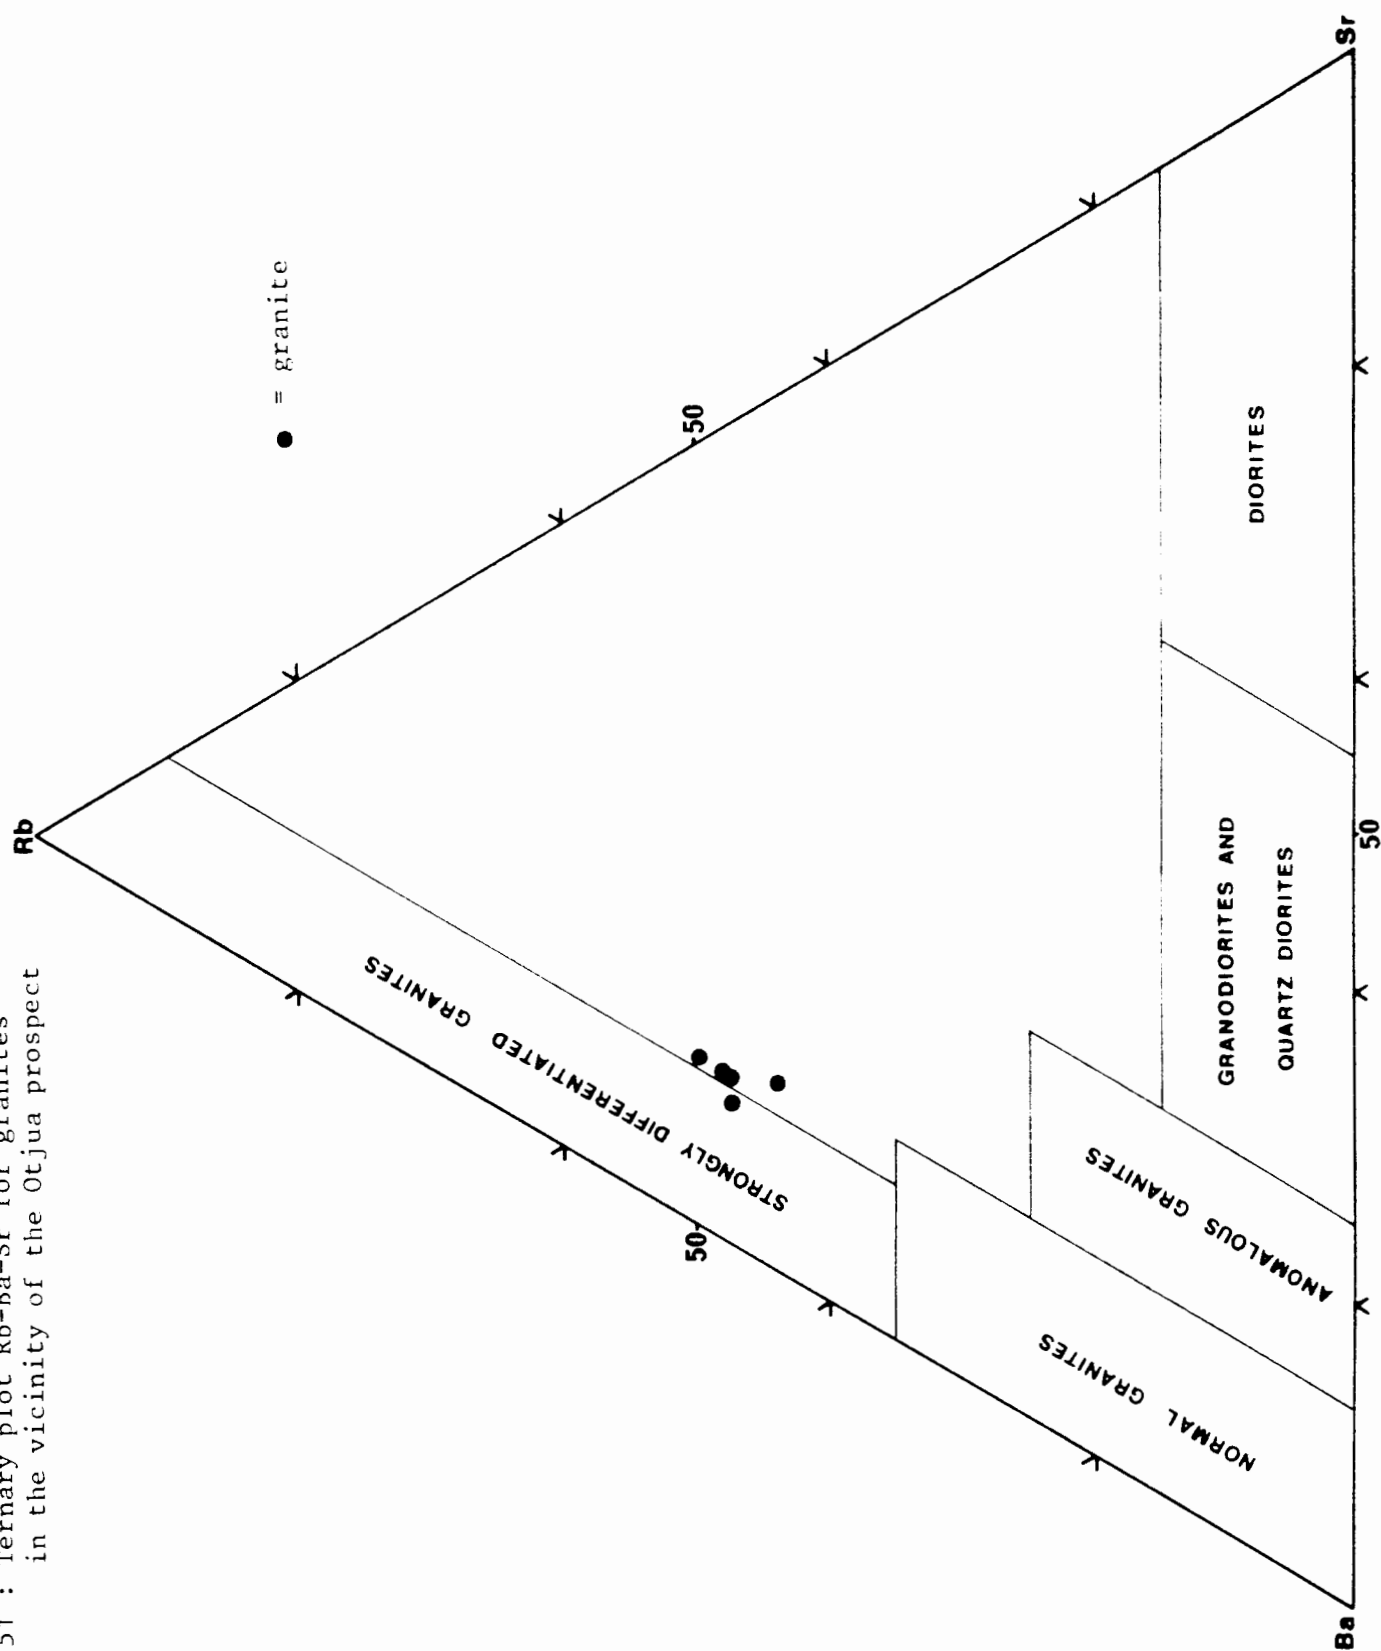 51 : Ternary plot Rb-Ba-Sr for granites
in the vicinity of the Otjua prospect
● = granite
Rb
50
50
STRONGLY DIFFERENTIATED GRANITES
NORMAL GRANITES
ANOMALOUS GRANITES
GRANODIORITES AND
QUARTZ DIORITES
DIORITES
Ba
50
Sr